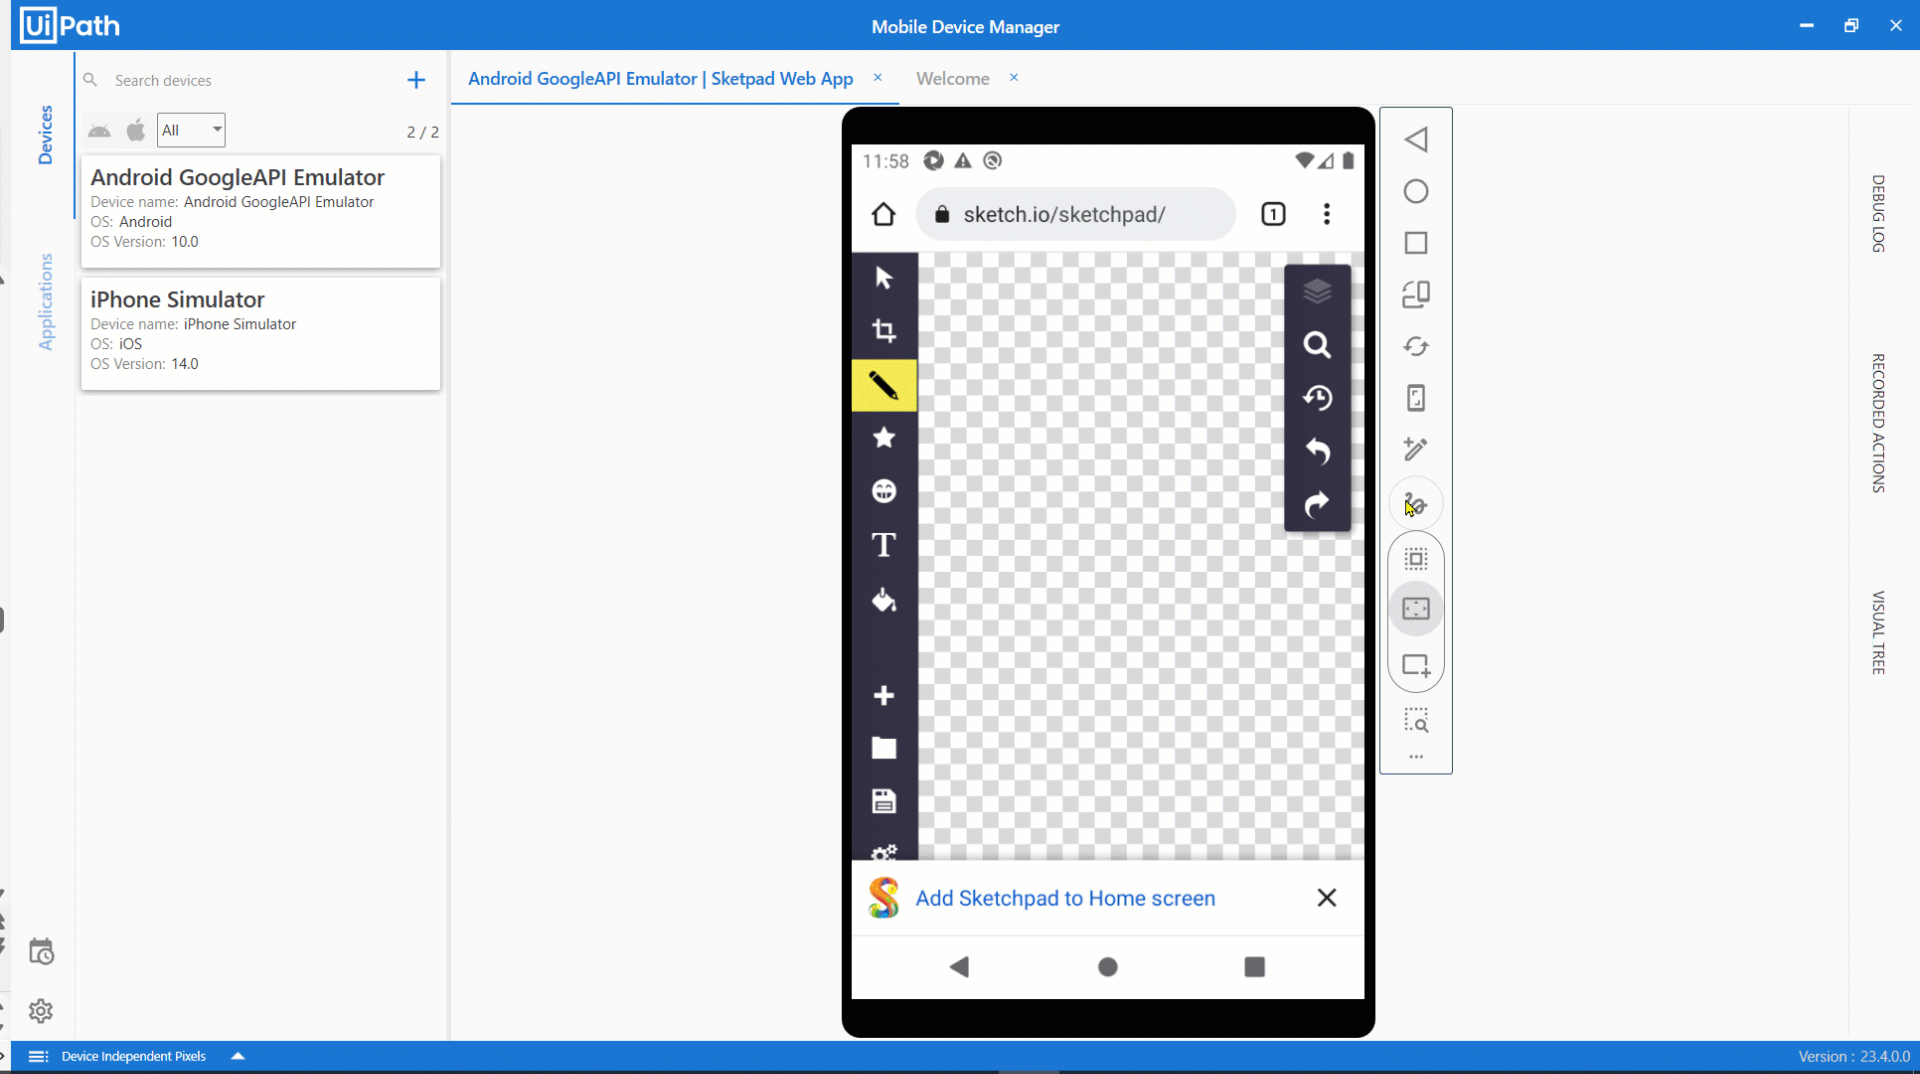 UiPath
Mobile Device Manager
Search devices
Android GoogleAPI Emulator | Sketpad Web App
Welcome
Devices
Applications
All
2 / 2
Android GoogleAPI Emulator
Device name: Android GoogleAPI Emulator
OS: Android
OS Version: 10.0
iPhone Simulator
Device name: iPhone Simulator
OS: iOS
OS Version: 14.0
11:58
sketch.io/sketchpad/
1
T
Add Sketchpad to Home screen
DEBUG LOG
RECORDED ACTIONS
VISUAL TREE
Device Independent Pixels
Version : 23.4.0.0